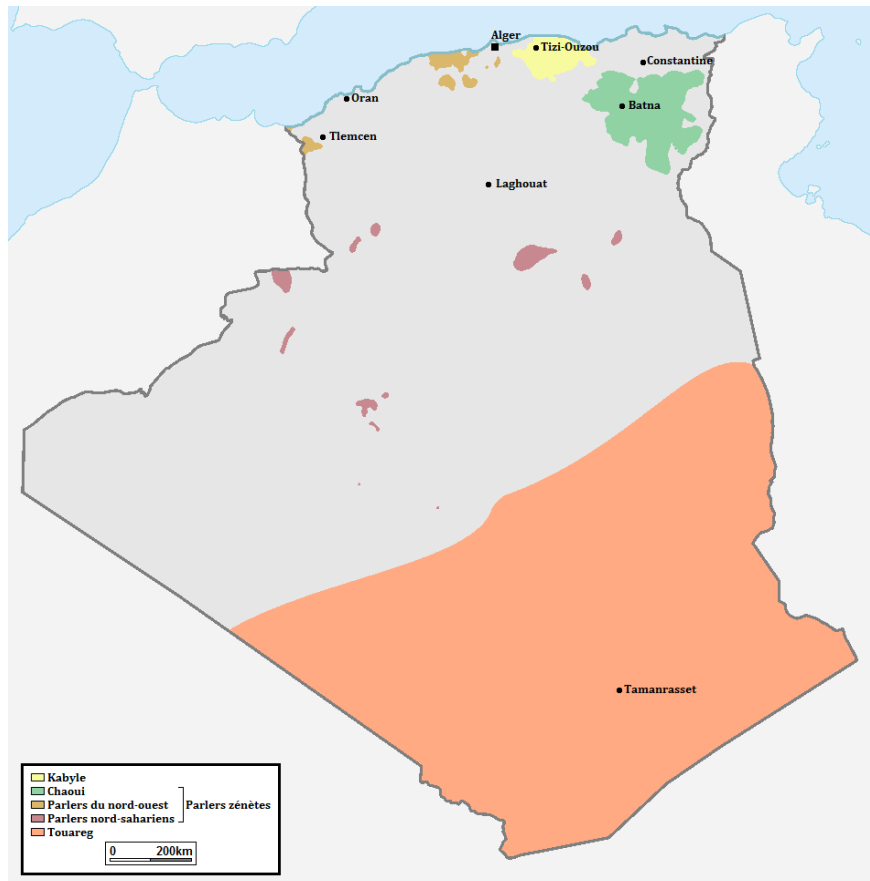 Alger
Tizi-Ouzou
Constantine
Oran
Batna
Tlemcen
Laghouat
Tamanrasset
Kabyle
Chaoui
Parlers du nord-ouest
Parlers zénètes
Parlers nord-sahariens
Touareg
0 200km